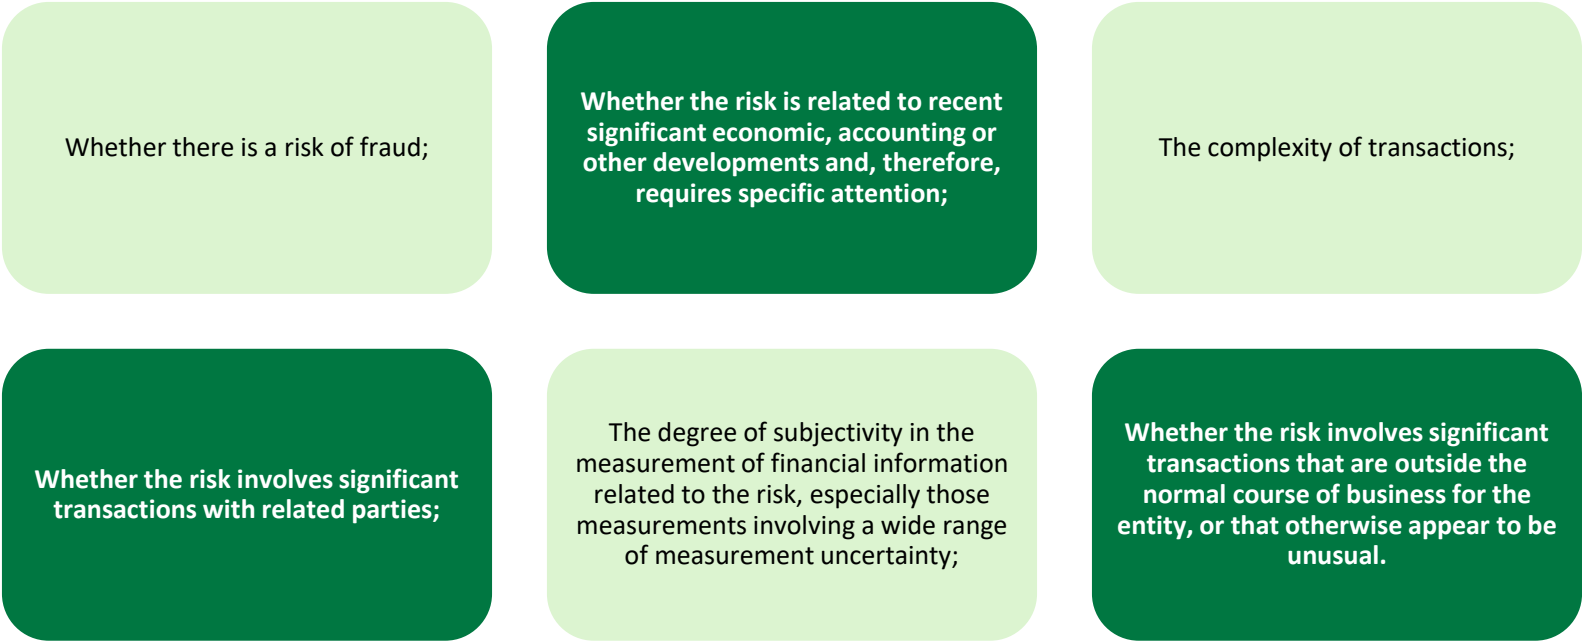 Whether there is a risk of fraud;
Whether the risk is related to recent
significant economic, accounting or
other developments and, therefore,
requires specific attention;
The complexity of transactions;
Whether the risk involves significant
transactions with related parties;
The degree of subjectivity in the
measurement of financial information
related to the risk, especially those
measurements involving a wide range
of measurement uncertainty;
Whether the risk involves significant
transactions that are outside the
normal course of business for the
entity, or that otherwise appear to be
unusual.